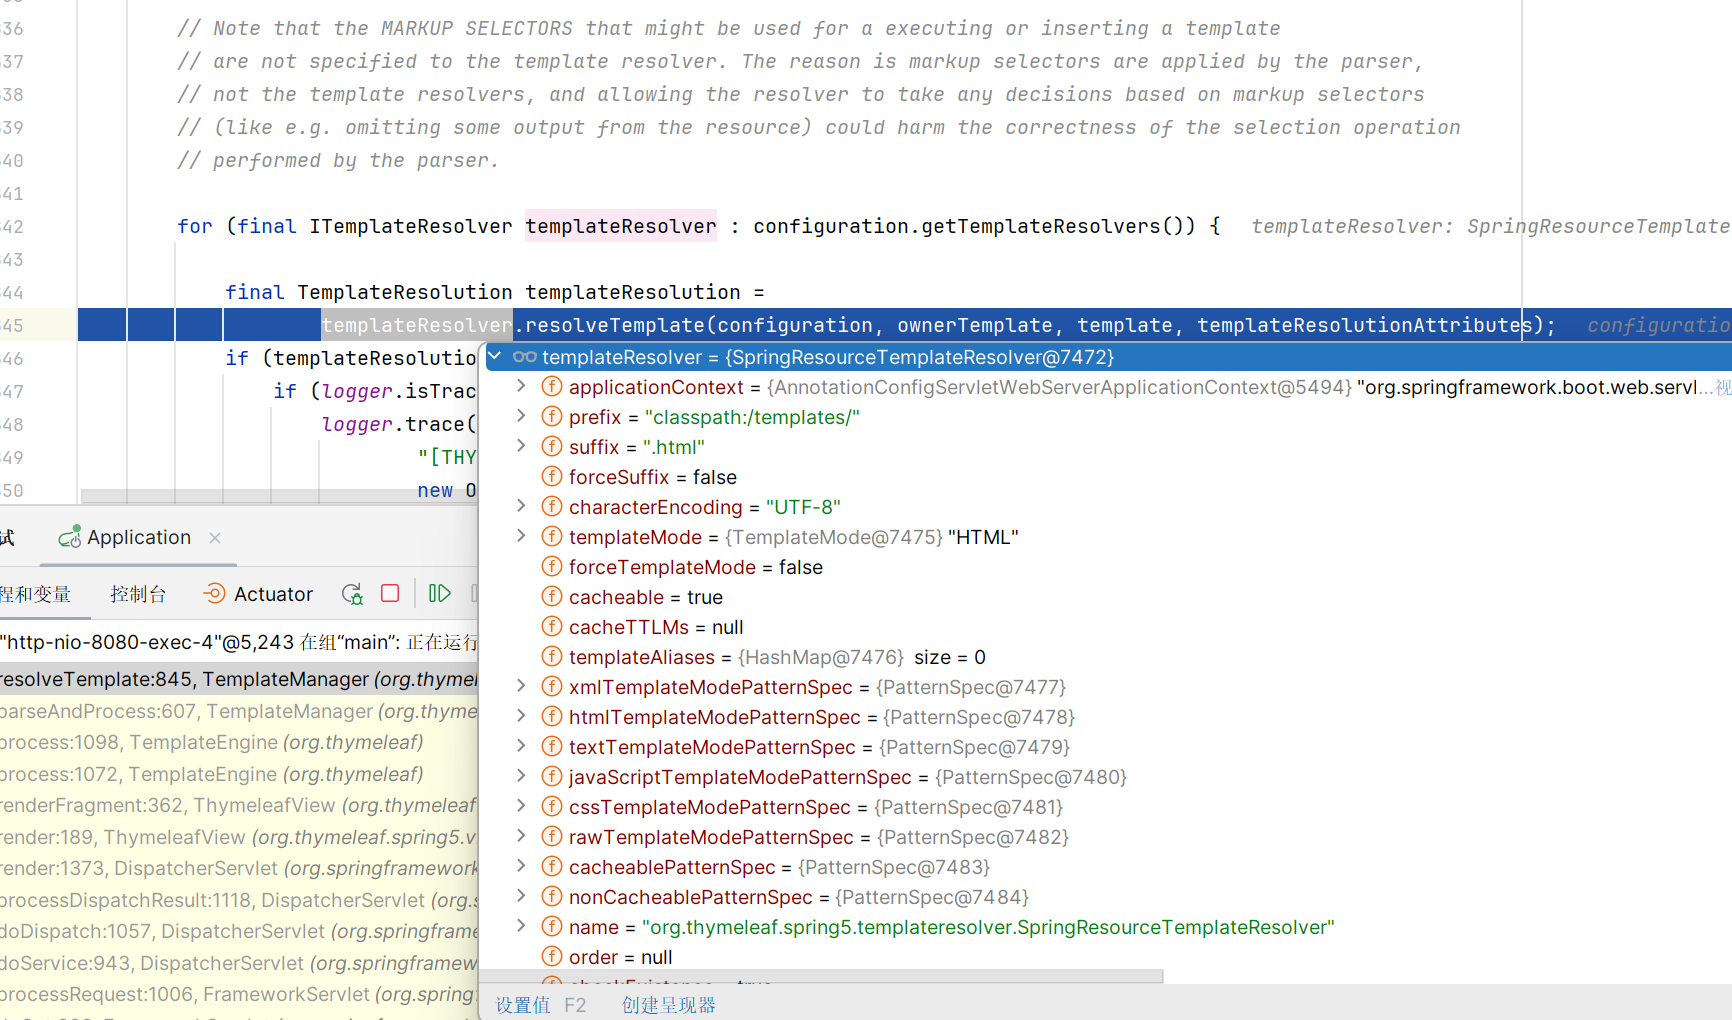 36 // Note that the MARKUP SELECTORS that might be used for a executing or inserting a template
37 // are not specified to the template resolver. The reason is markup selectors are applied by the parser,
38 // not the template resolvers, and allowing the resolver to take any decisions based on markup selectors
39 // (like e.g. omitting some output from the resource) could harm the correctness of the selection operation
40 // performed by the parser.
41
42 for (final ITemplateResolver templateResolver : configuration.getTemplateResolvers()) { templateResolver: SpringResourceTemplate
43
44 final TemplateResolution templateResolution =
45 templateResolver.resolveTemplate(configuration, ownerTemplate, template, templateResolutionAttributes); configuratio
46 if (templateResolutio
47 if (logger.isTrac
48 logger.trace(
49 "[THY
50 new O
templateResolver = {SpringResourceTemplateResolver@7472}
applicationContext = {AnnotationConfigServletWebServerApplicationContext@5494} "org.springframework.boot.web.servl...视
prefix = "classpath:/templates/"
suffix = ".html"
forceSuffix = false
characterEncoding = "UTF-8"
templateMode = {TemplateMode@7475} "HTML"
forceTemplateMode = false
cacheable = true
cacheTTLMs = null
templateAliases = {HashMap@7476} size = 0
xmlTemplateModePatternSpec = {PatternSpec@7477}
htmlTemplateModePatternSpec = {PatternSpec@7478}
textTemplateModePatternSpec = {PatternSpec@7479}
javaScriptTemplateModePatternSpec = {PatternSpec@7480}
cssTemplateModePatternSpec = {PatternSpec@7481}
rawTemplateModePatternSpec = {PatternSpec@7482}
cacheablePatternSpec = {PatternSpec@7483}
nonCacheablePatternSpec = {PatternSpec@7484}
name = "org.thymeleaf.spring5.templateresolver.SpringResourceTemplateResolver"
order = null
checkExistence = true
设置值 F2 创建呈现器
试 Application
程和变量 控制台 Actuator
"http-nio-8080-exec-4"@5,243 在组“main”: 正在运行
resolveTemplate:845, TemplateManager (org.thymel
parseAndProcess:607, TemplateManager (org.thyme
process:1098, TemplateEngine (org.thymeleaf)
process:1072, TemplateEngine (org.thymeleaf)
renderFragment:362, ThymeleafView (org.thymeleaf
render:189, ThymeleafView (org.thymeleaf.spring5.v
render:1373, DispatcherServlet (org.springframework
processDispatchResult:1118, DispatcherServlet (org.s
doDispatch:1057, DispatcherServlet (org.springframe
doService:943, DispatcherServlet (org.springframew
processRequest:1006, FrameworkServlet (org.spring